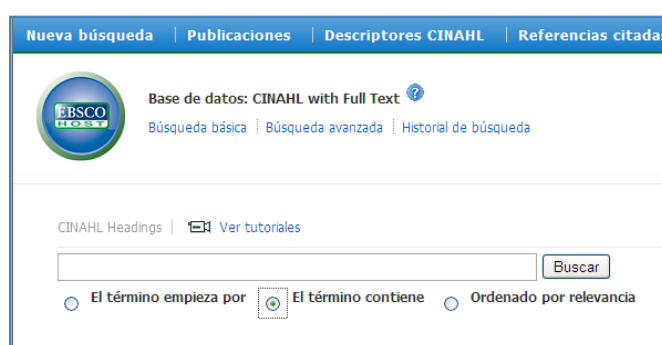 Nueva búsqueda | Publicaciones | Descriptores CINAHL | Referencias citadas
EBSCO
HOST
Base de datos: CINAHL with Full Text ?
Búsqueda básica | Búsqueda avanzada | Historial de búsqueda
CINAHL Headings | Ver tutoriales
Buscar
El término empieza por El término contiene Ordenado por relevancia